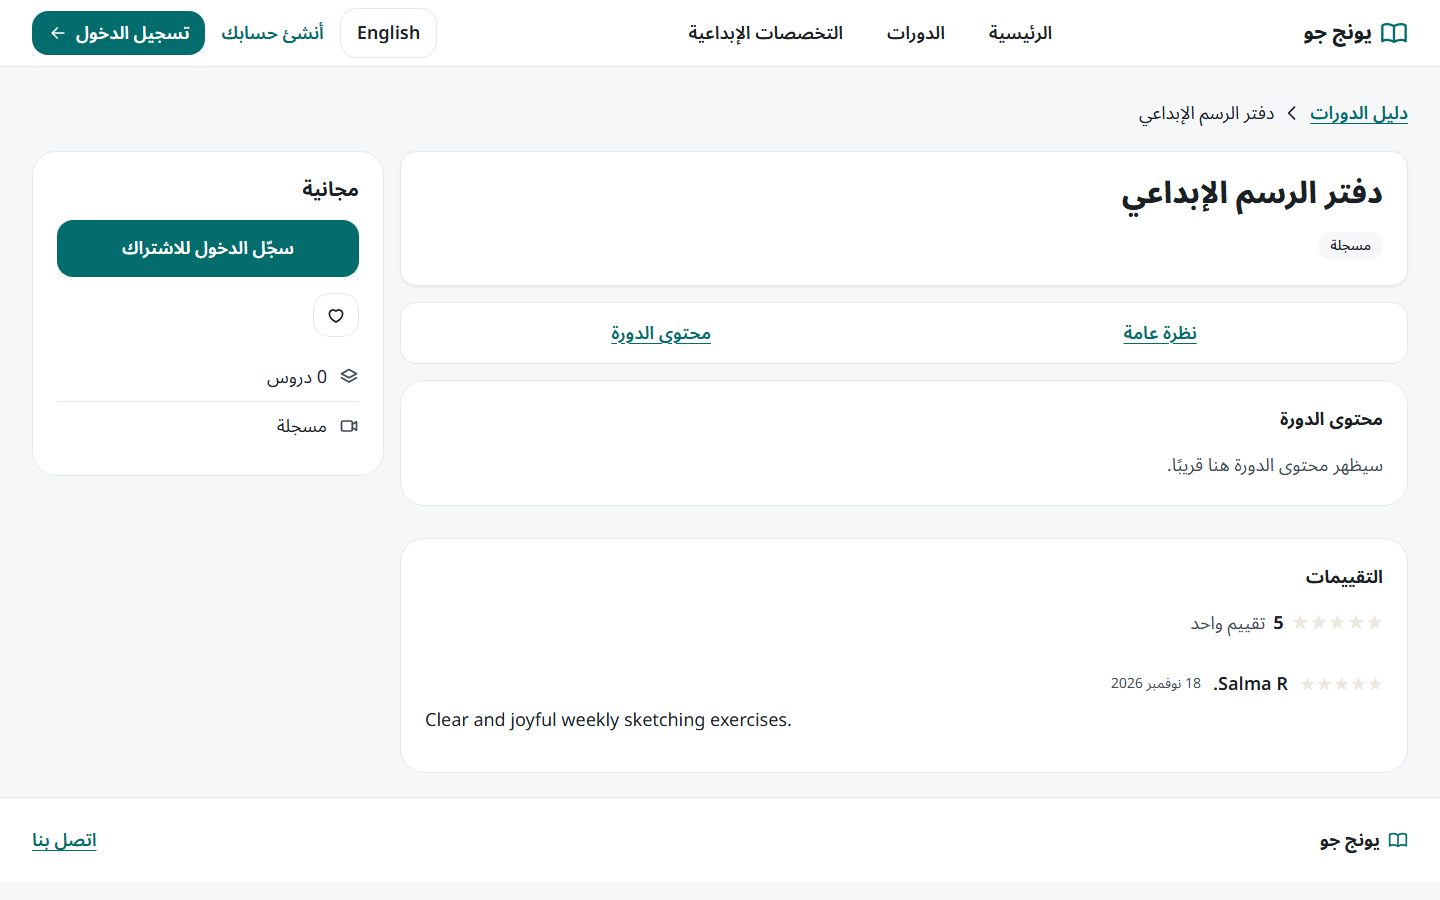 يونج جو
الرئيسية
الدورات
التخصصات الإبداعية
English
أنشئ حسابك
تسجيل الدخول
دليل الدورات
دفتر الرسم الإبداعي
دفتر الرسم الإبداعي
مسجلة
نظرة عامة
محتوى الدورة
محتوى الدورة
سيظهر محتوى الدورة هنا قريبًا.
التقييمات
5 تقييم واحد
Salma R. 18 نوفمبر 2026
Clear and joyful weekly sketching exercises.
مجانية
سجّل الدخول للاشتراك
0 دروس
مسجلة
يونج جو
اتصل بنا